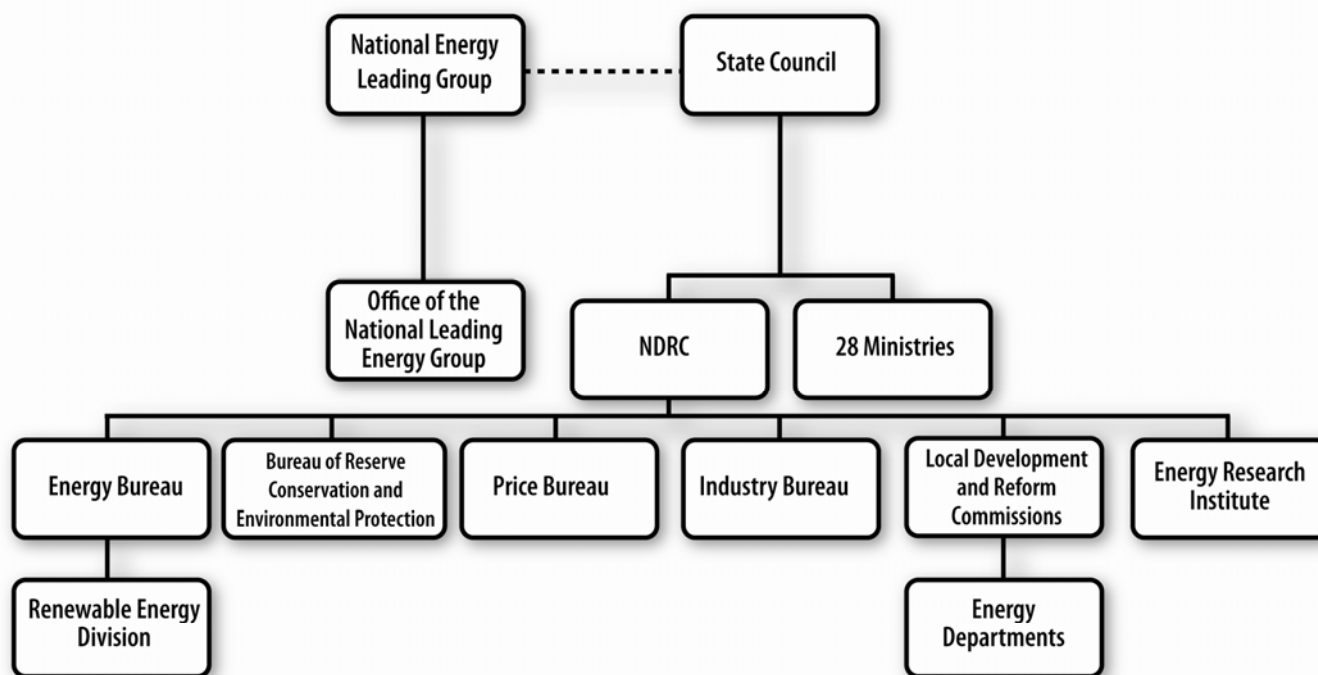 National Energy
Leading Group
State Council
Office of the
National Leading
Energy Group
NDRC
28 Ministries
Energy Bureau
Bureau of Reserve
Conservation and
Environmental Protection
Price Bureau
Industry Bureau
Local Development
and Reform
Commissions
Energy Research
Institute
Renewable Energy
Division
Energy
Departments